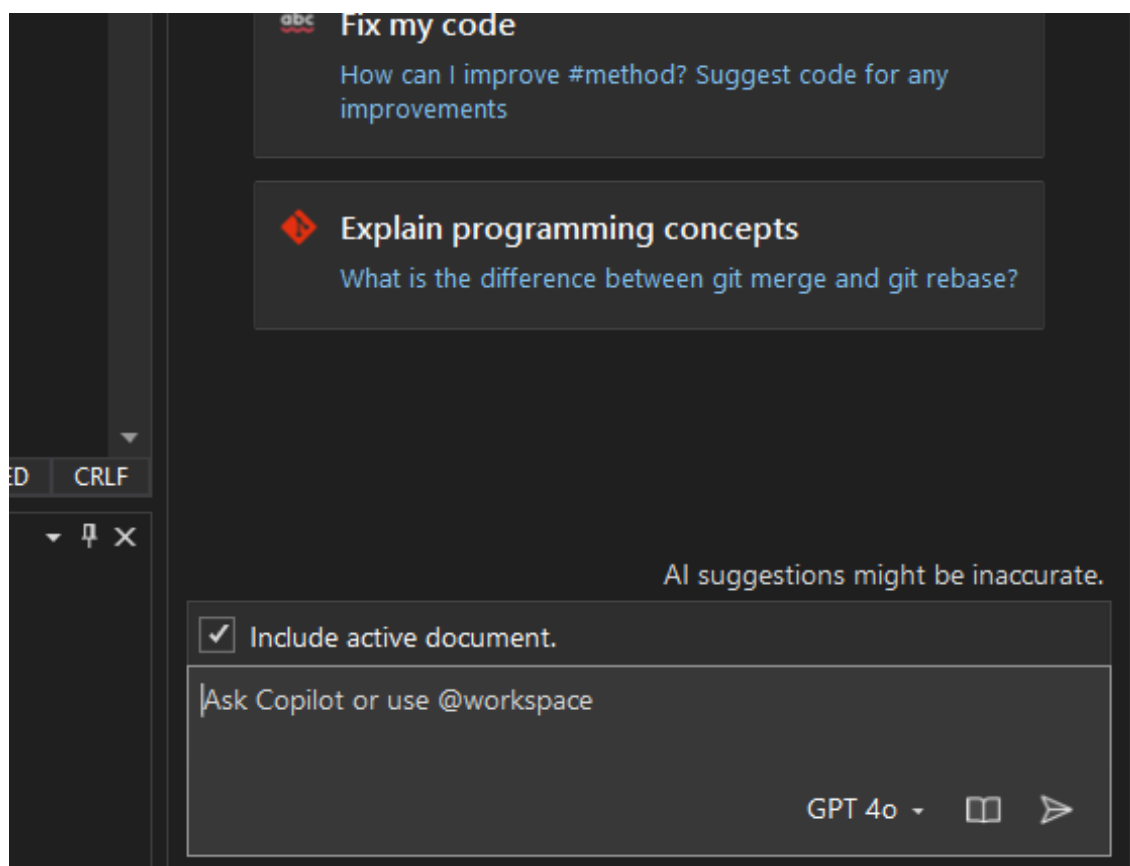 abc
Fix my code
How can I improve #method? Suggest code for any
improvements
Explain programming concepts
What is the difference between git merge and git rebase?
ED CRLF
AI suggestions might be inaccurate.
Include active document.
Ask Copilot or use @workspace
GPT 4o